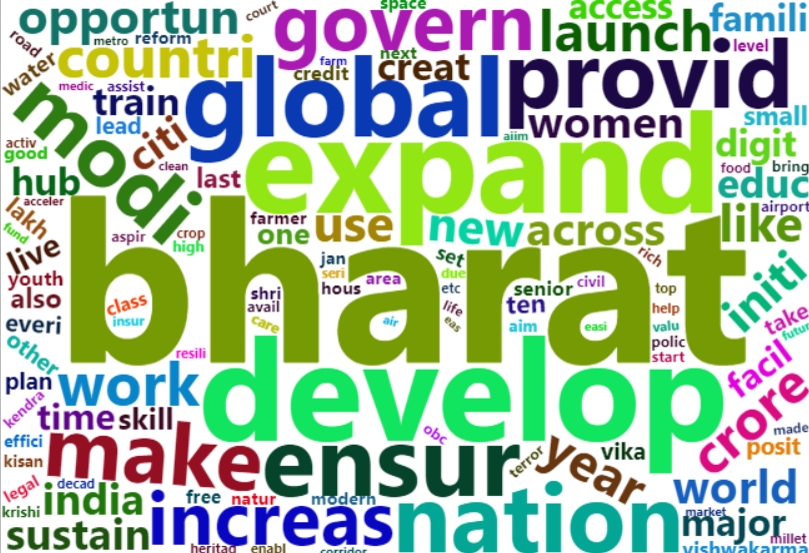 court
space
access
famili
opportun
govern
launch
road
metro
reform
level
countri
next
farm
credit
creat
provid
water
medic
assist
train
global
women
small
lead
citi
modi
aiim
digit
activ
good
expand
food
bring
clean
hub
last
educ
acceler
airport
lakh
fund
farmer
use
new
across
like
aspir
crop
high
one
bharat
live
jan
seri
set
due
rich
initi
youth
shri
hous
area
etc
senior
civil
top
also
class
avail
life
ten
help
take
everi
insur
care
air
eas
aim
easi
valu
futur
other
polic
resili
start
plan
work
develop
facil
kendra
time
skill
crore
made
effici
obc
make
ensur
terror
year
vika
posit
kisan
legal
decad
world
india
free
natur
modern
krishi
increas
nation
market
major
sustain
millet
heritag
enabl
corridor
vishwakarma